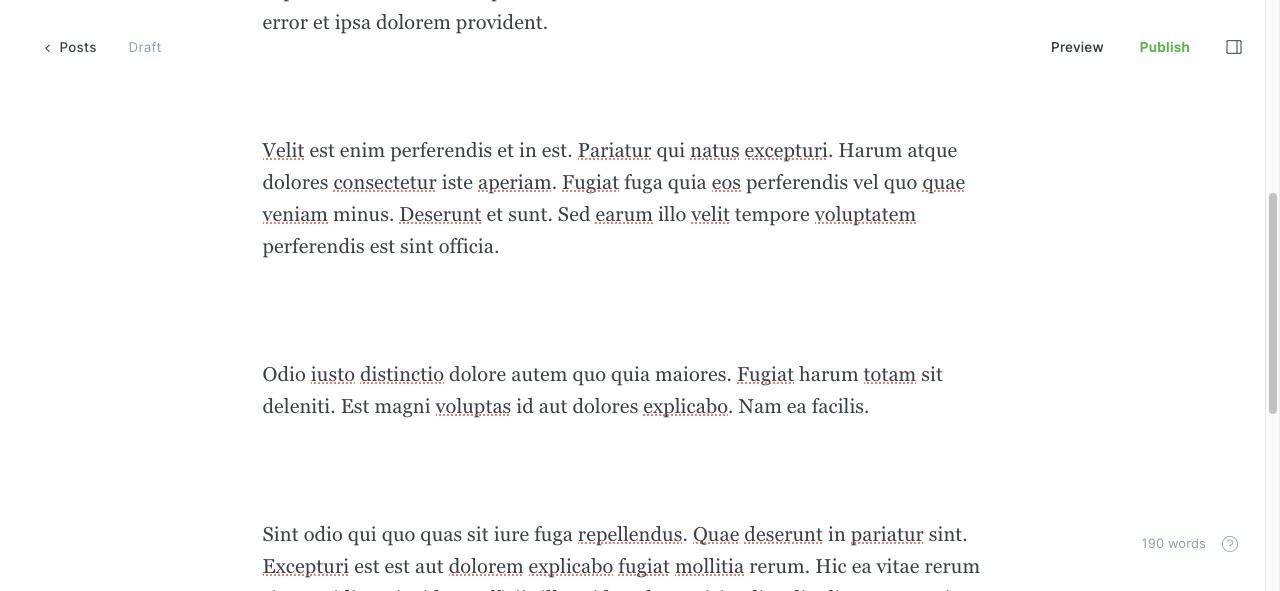 error et ipsa dolorem provident.
Posts Draft Preview Publish
Velit est enim perferendis et in est. Pariatur qui natus excepturi. Harum atque
dolores consectetur iste aperiam. Fugiat fuga quia eos perferendis vel quo quae
veniam minus. Deserunt et sunt. Sed earum illo velit tempore voluptatem
perferendis est sint officia.
Odio iusto distinctio dolore autem quo quia maiores. Fugiat harum totam sit
deleniti. Est magni voluptas id aut dolores explicabo. Nam ea facilis.
Sint odio qui quo quas sit iure fuga repellendus. Quae deserunt in pariatur sint.
190 words ?
Excepturi est est aut dolorem explicabo fugiat mollitia rerum. Hic ea vitae rerum